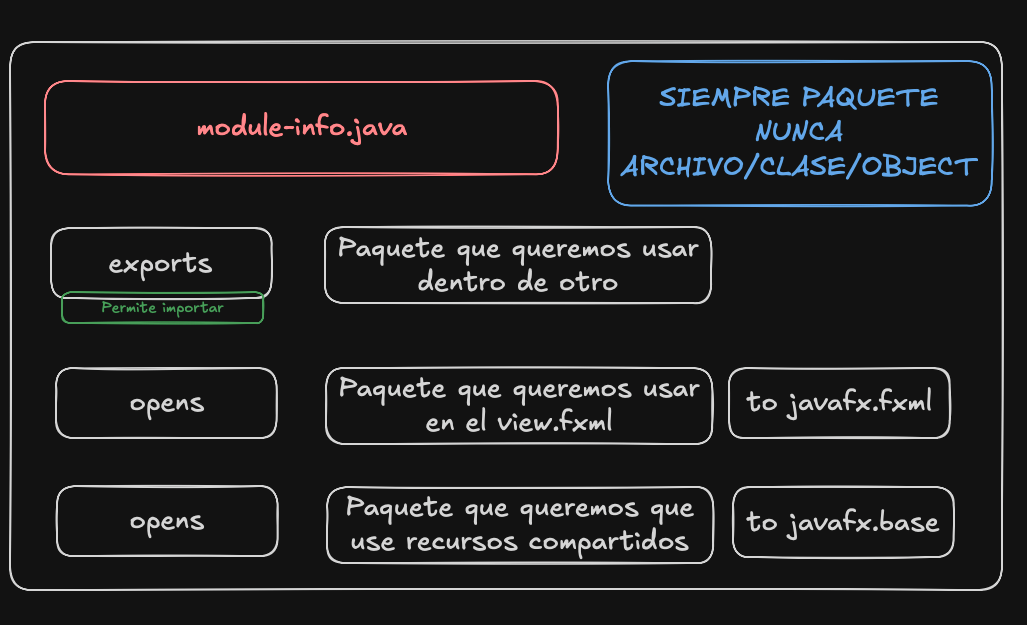 module-info.java
SIEMPRE PAQUETE
NUNCA
ARCHIVO/CLASE/OBJECT
exports
Permite importar
Paquete que queremos usar
dentro de otro
opens
Paquete que queremos usar
en el view.fxml
to javafx.fxml
opens
Paquete que queremos que
use recursos compartidos
to javafx.base